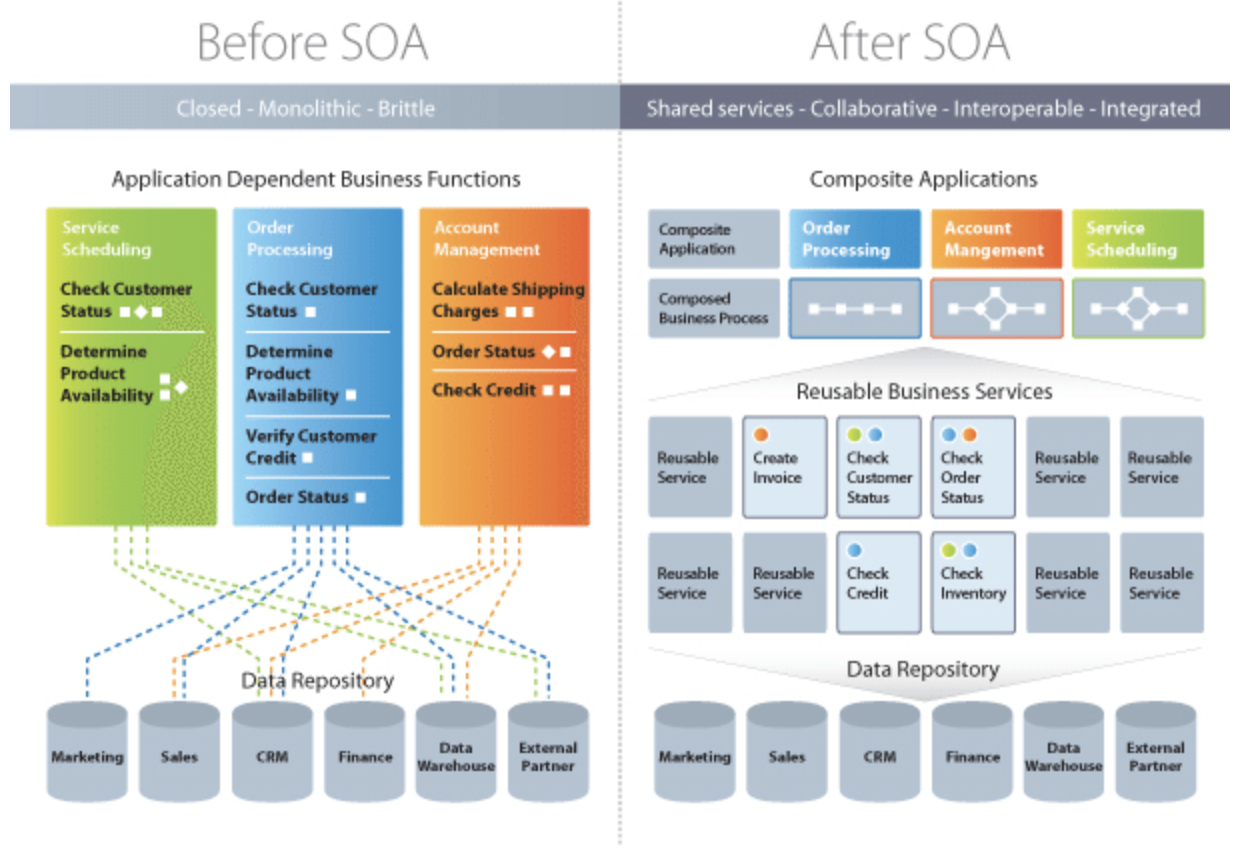 Before SOA
Closed - Monolithic - Brittle
Application Dependent Business Functions
Service
Scheduling
Check Customer
Status
Determine
Product
Availability
Order
Processing
Check Customer
Status
Determine
Product
Availability
Verify Customer
Credit
Order Status
Account
Management
Calculate Shipping
Charges
Order Status
Check Credit
Data Repository
Marketing
Sales
CRM
Finance
Data
Warehouse
External
Partner
After SOA
Shared services - Collaborative - Interoperable - Integrated
Composite Applications
Composite
Application
Order
Processing
Account
Mangement
Service
Scheduling
Composed
Business Process
Reusable Business Services
Reusable
Service
Create
Invoice
Check
Customer
Status
Check
Order
Status
Reusable
Service
Reusable
Service
Reusable
Service
Reusable
Service
Check
Credit
Check
Inventory
Reusable
Service
Reusable
Service
Data Repository
Marketing
Sales
CRM
Finance
Data
Warehouse
External
Partner